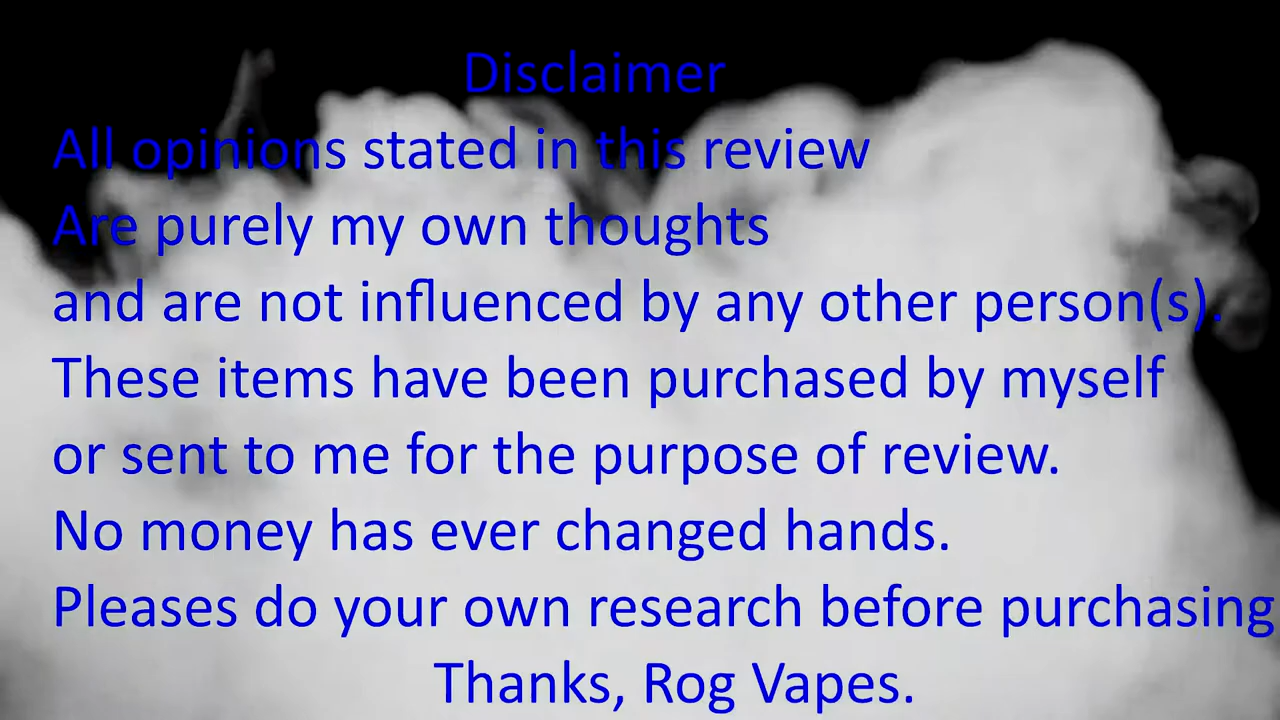 Disclaimer
All opinions stated in this review
Are purely my own thoughts
and are not influenced by any other person(s).
These items have been purchased by myself
or sent to me for the purpose of review.
No money has ever changed hands.
Pleases do your own research before purchasing
Thanks, Rog Vapes.